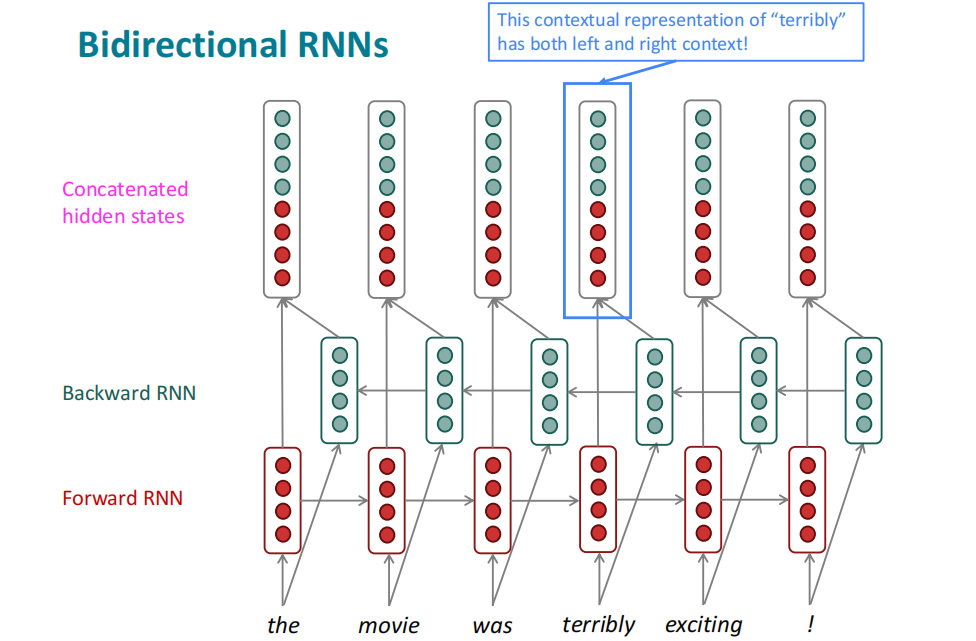 Bidirectional RNNs
This contextual representation of “terribly”
has both left and right context!
Concatenated
hidden states
Backward RNN
Forward RNN
the movie was terribly exciting !